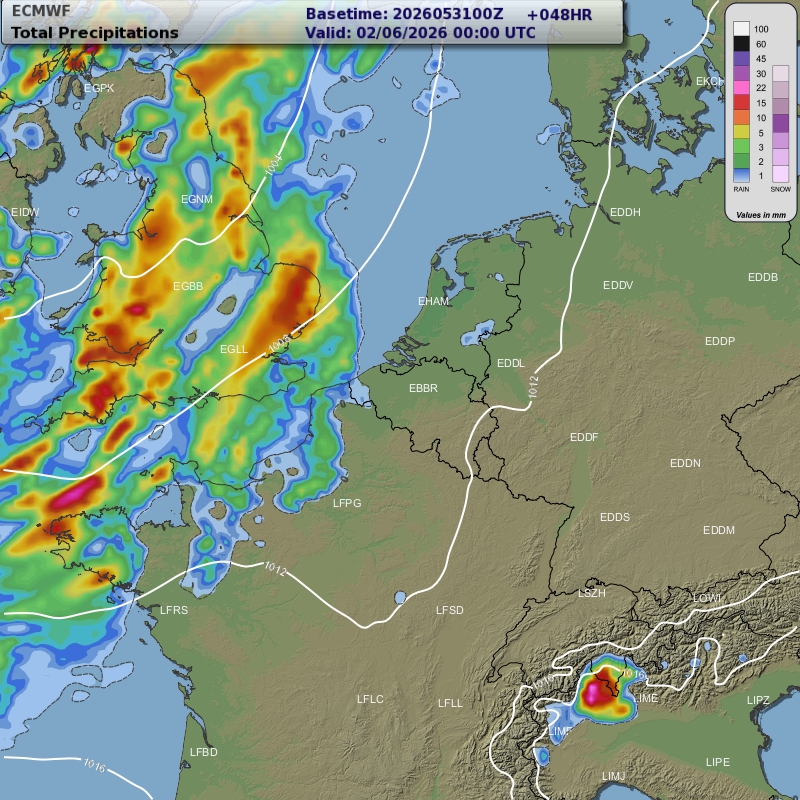 ECMWF
Basetime: 2026053100Z +048HR
Total Precipitations
Valid: 02/06/2026 00:00 UTC
100
60
45
30
22
15
10
5
3
2
1
RAIN SNOW
Values in mm
EGPX
EKCH
1004
EGNM
EIDW
EDDH
EGBB
EDDV
EDDB
EHAM
1008
EGLL
EDDP
EDDL
EBBR
1012
EDDF
EDDN
LFPG
EDDS
EDDM
1012
LSZH
LOWI
LFRS
LFSD
1016
1016
LFLC
LFLL
LIME
LIPZ
LIMF
LFBD
1016
LIPE
LIMJ